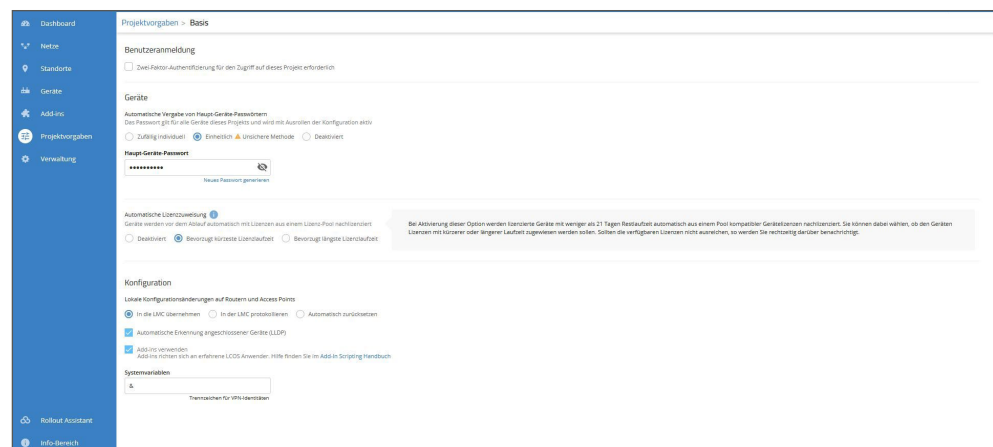 Dashboard
Netze
Standorte
Geräte
Add-ins
Projektvorgaben
Verwaltung
Rollout Assistant
Info-Bereich
Projektvorgaben > Basis
Benutzeranmeldung
Zwei-Faktor-Authentifizierung für den Zugriff auf dieses Projekt erforderlich
Geräte
Automatische Vergabe von Haupt-Geräte-Passwörtern
Das Passwort gilt für alle Geräte dieses Projekts und wird mit Ausrollen der Konfiguration aktiv
Zufällig individuell Einheitlich Unsichere Methode Deaktiviert
Haupt-Geräte-Passwort
••••••••••
Neues Passwort generieren
Automatische Lizenzzuweisung
Geräte werden vor dem Ablauf automatisch mit Lizenzen aus einem Lizenz-Pool nachlizenziert
Deaktiviert Bevorzugt kürzeste Lizenzlaufzeit Bevorzugt längste Lizenzlaufzeit
Bei Aktivierung dieser Option werden lizenzierte Geräte mit weniger als 21 Tagen Restlaufzeit automatisch aus einem Pool kompatibler Gerätelizenzen nachlizenziert. Sie können dabei wählen, ob den Geräten
Lizenzen mit kürzerer oder längerer Laufzeit zugewiesen werden sollen. Sollten die verfügbaren Lizenzen nicht ausreichen, so werden Sie rechtzeitig darüber benachrichtigt.
Konfiguration
Lokale Konfigurationsänderungen auf Routern und Access Points
In die LMC übernehmen In der LMC protokollieren Automatisch zurücksetzen
Automatische Erkennung angeschlossener Geräte (LLDP)
Add-ins verwenden
Add-ins richten sich an erfahrene LCOS Anwender. Hilfe finden Sie im Add-in Scripting Handbuch
Systemvariablen
&
Trennzeichen für VPN-Identitäten